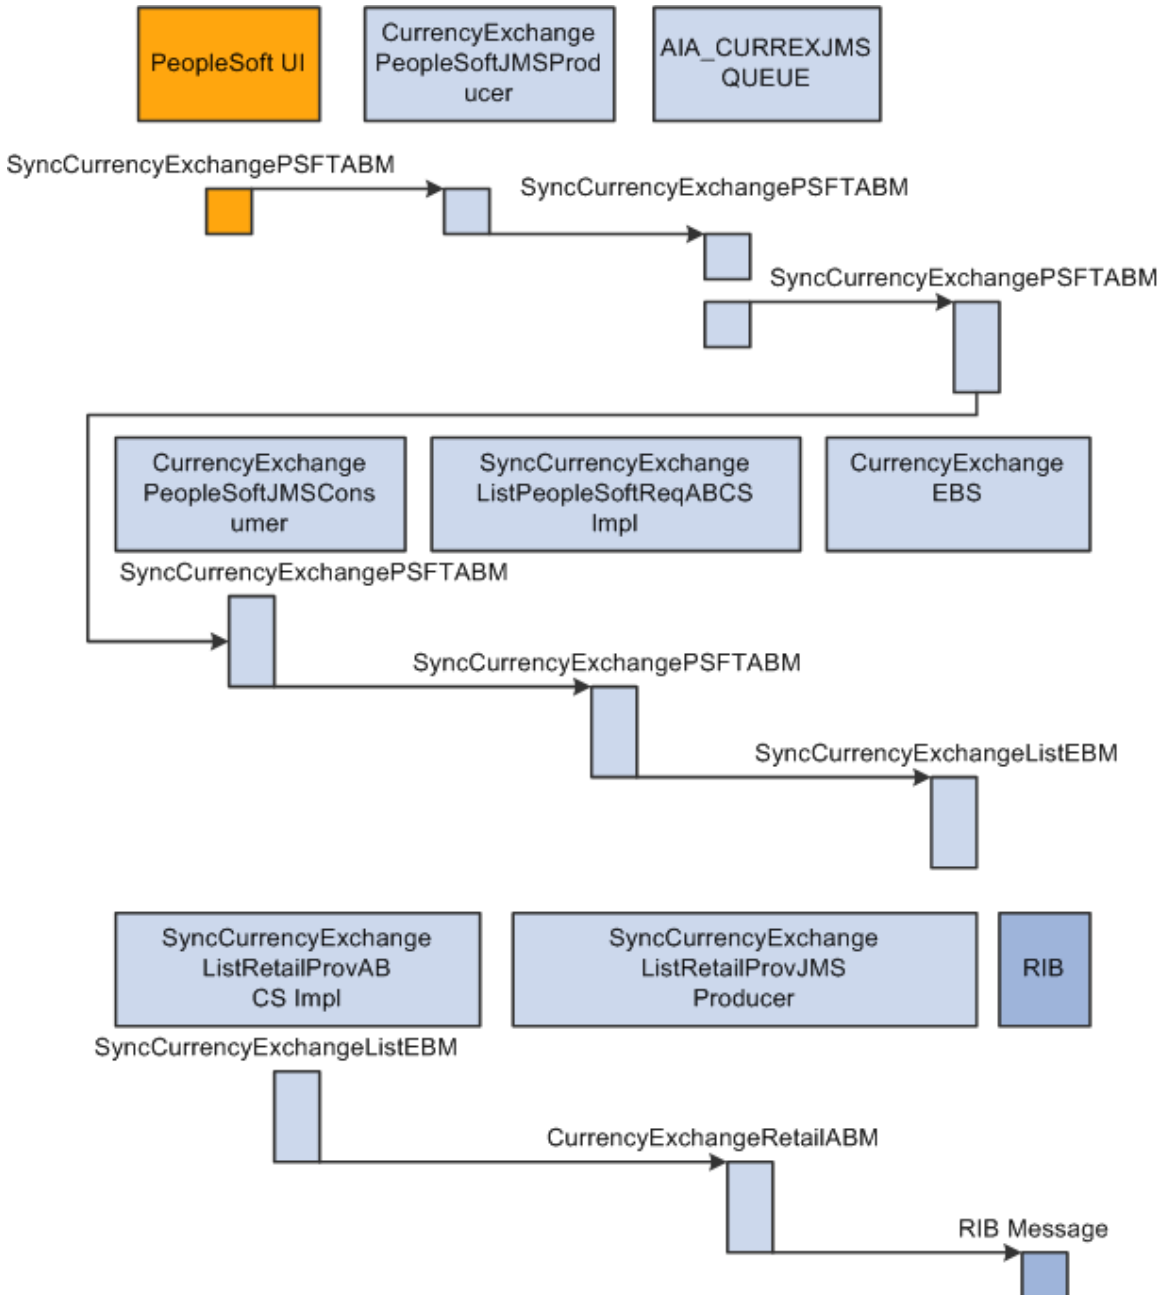 PeopleSoft UI
CurrencyExchange
PeopleSoftJMSProd
ucer
AIA_CURREXJMS
QUEUE
SyncCurrencyExchangePSFTABM
SyncCurrencyExchangePSFTABM
SyncCurrencyExchangePSFTABM
CurrencyExchange
PeopleSoftJMSCons
umer
SyncCurrencyExchange
ListPeopleSoftReqABCS
Impl
CurrencyExchange
EBS
SyncCurrencyExchangePSFTABM
SyncCurrencyExchangePSFTABM
SyncCurrencyExchangeListEBM
SyncCurrencyExchange
ListRetailProvAB
CS Impl
SyncCurrencyExchange
ListRetailProvJMS
Producer
RIB
SyncCurrencyExchangeListEBM
CurrencyExchangeRetailABM
RIB Message